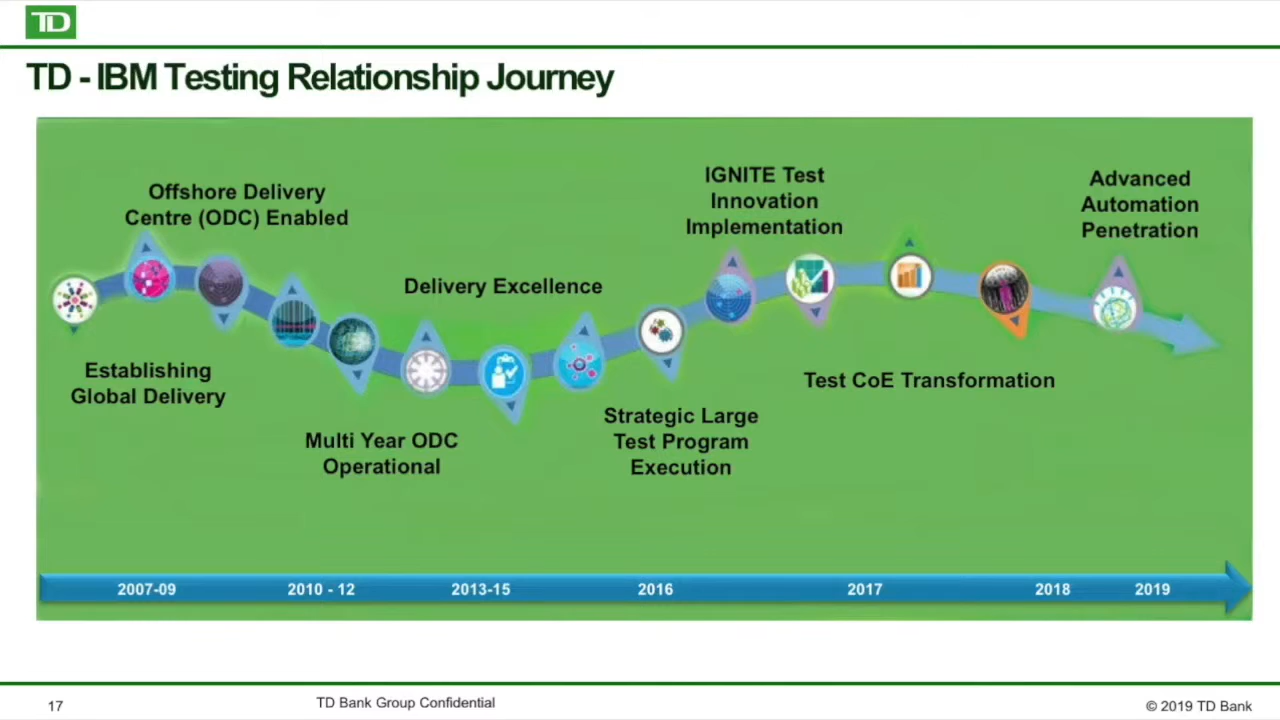 TD
TD - IBM Testing Relationship Journey
Offshore Delivery
Centre (ODC) Enabled
IGNITE Test
Innovation
Implementation
Advanced
Automation
Penetration
Delivery Excellence
Establishing
Global Delivery
Test CoE Transformation
Multi Year ODC
Operational
Strategic Large
Test Program
Execution
2007-09 2010 - 12 2013-15 2016 2017 2018 2019
17 TD Bank Group Confidential © 2019 TD Bank